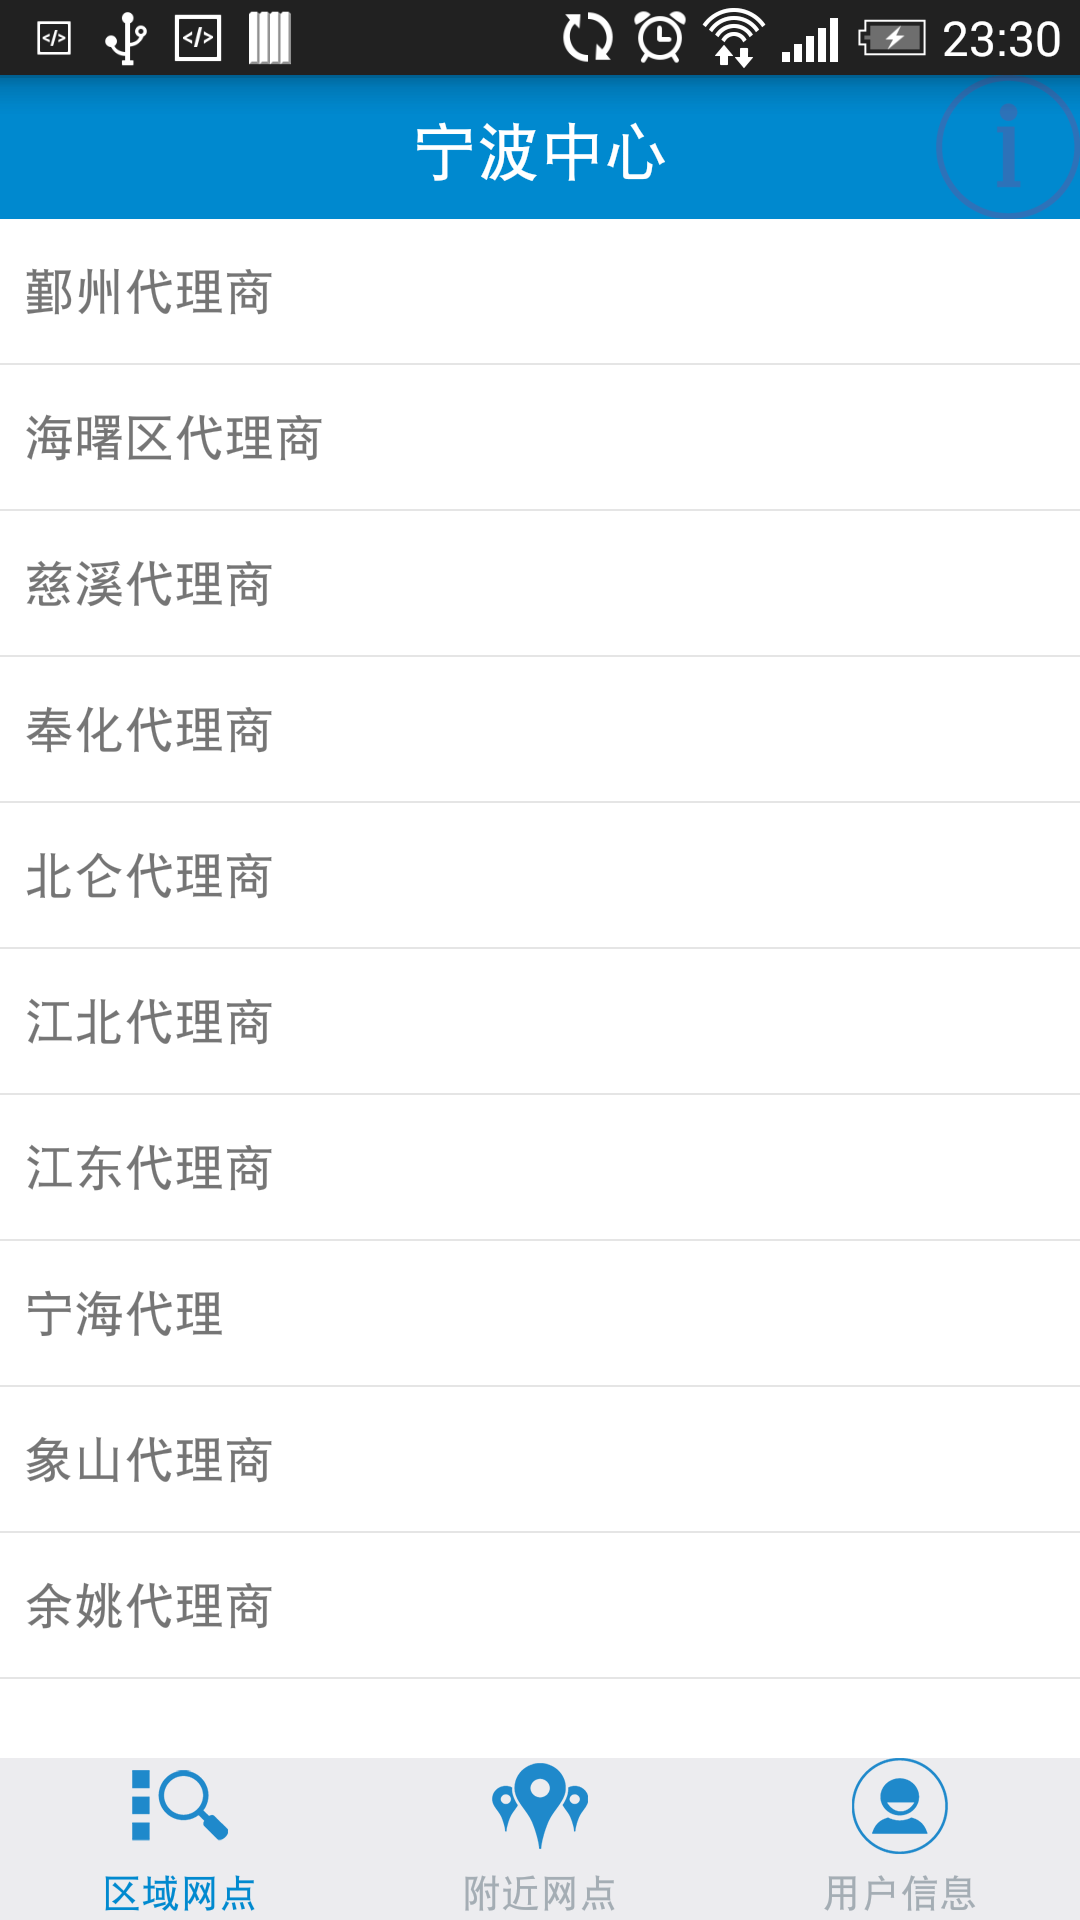 23:30
宁波中心
鄞州代理商
海曙区代理商
慈溪代理商
奉化代理商
北仑代理商
江北代理商
江东代理商
宁海代理
象山代理商
余姚代理商
区域网点
附近网点
用户信息